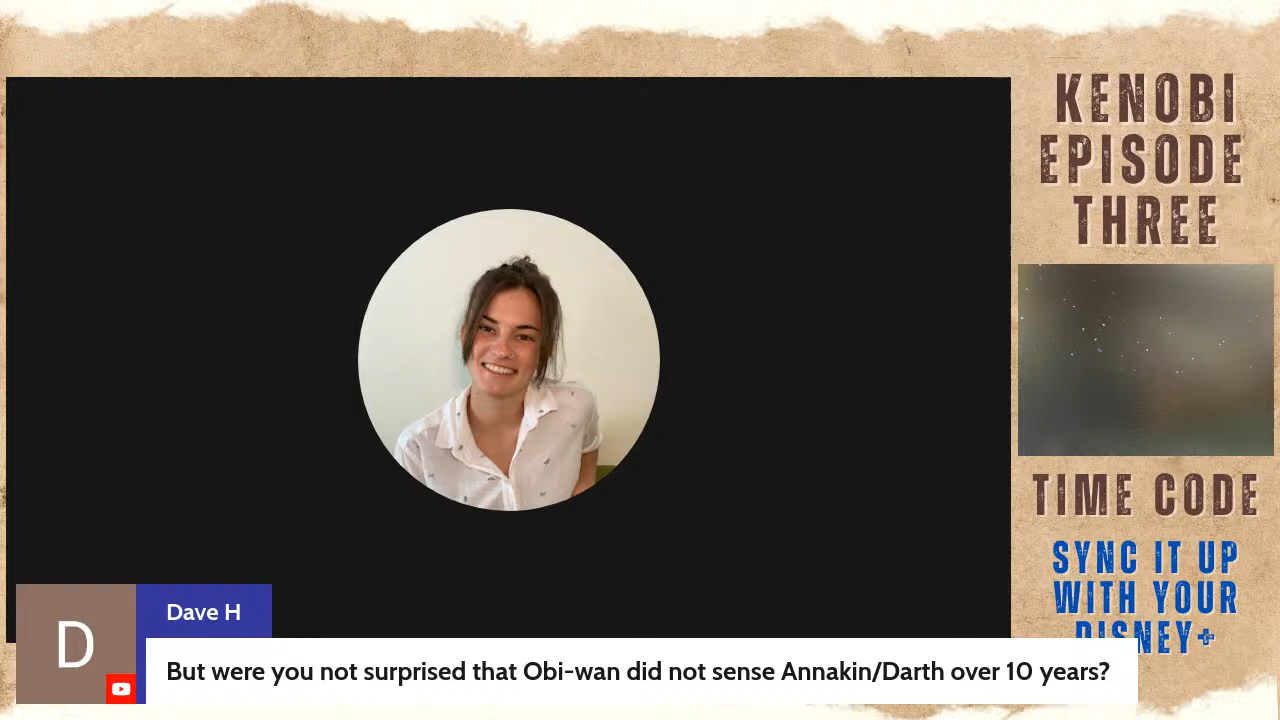 KENOBI
EPISODE
THREE
TIME CODE
SYNC IT UP
WITH YOUR
DISNEY+
D
Dave H
But were you not surprised that Obi-wan did not sense Annakin/Darth over 10 years?